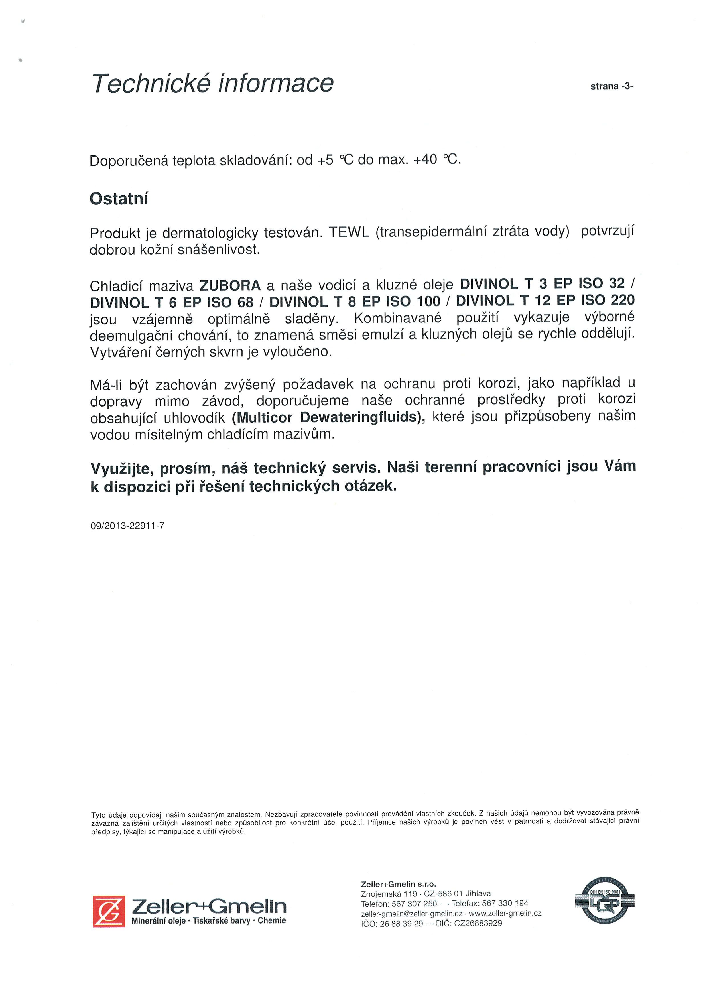 Technické informace
strana -3-
Doporučená teplota skladování: od +5 °C do max. +40 °C.
Ostatní
Produkt je dermatologicky testován. TEWL (transepidermální ztráta vody) potvrzují
dobrou kožní snášenlivost.
Chladicí maziva ZUBORA a naše vodicí a kluzné oleje DIVINOL T 3 EP ISO 32 /
DIVINOL T 6 EP ISO 68 / DIVINOL T 8 EP ISO 100 / DIVINOL T 12 EP ISO 220
jsou vzájemně optimálně sladěny. Kombinavané použití vykazuje výborné
deemulgační chování, to znamená směsi emulzí a kluzných olejů se rychle oddělují.
Vytváření černých skvrn je vyloučeno.
Má-li být zachován zvýšený požadavek na ochranu proti korozi, jako například u
dopravy mimo závod, doporučujeme naše ochranné prostředky proti korozi
obsahující uhlovodík (Multicor Dewateringfluids), které jsou přizpůsobeny našim
vodou mísitelným chladícím mazivům.
Využijte, prosím, náš technický servis. Naši terenní pracovníci jsou Vám
k dispozici při řešení technických otázek.
09/2013-22911-7
Tyto údaje odpovídají našim současným znalostem. Nezbavují zpracovatele povinnosti provádění vlastních zkoušek. Z našich údajů nemohou být vyvozována právně
závazná zajištění určitých vlastností nebo způsobilost pro konkrétní účel použití. Příjemce našich výrobků je povinen vést v patrnosti a dodržovat stávající právní
předpisy, týkající se manipulace a užití výrobků.
Zeller+Gmelin
Minerální oleje • Tiskařské barvy • Chemie
Zeller+Gmelin s.r.o.
Znojemská 119 · CZ-586 01 Jihlava
Telefon: 567 307 250 - · Telefax: 567 330 194
zeller-gmelin@zeller-gmelin.cz · www.zeller-gmelin.cz
IČO: 26 88 39 29 — DIČ: CZ26883929
ZERTIFIZIERTES
DIN EN ISO 9001
DQS
QUALITÄTSMANAGEMENTSYSTEM